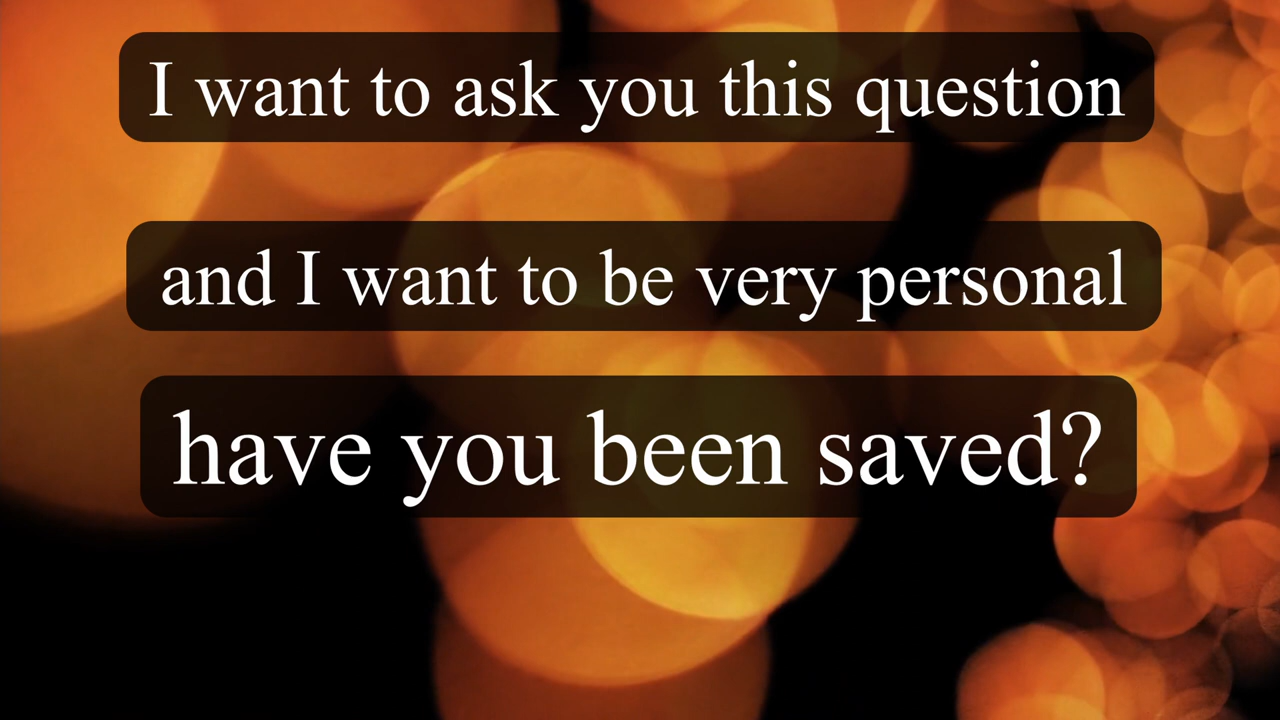 I want to ask you this question
and I want to be very personal
have you been saved?